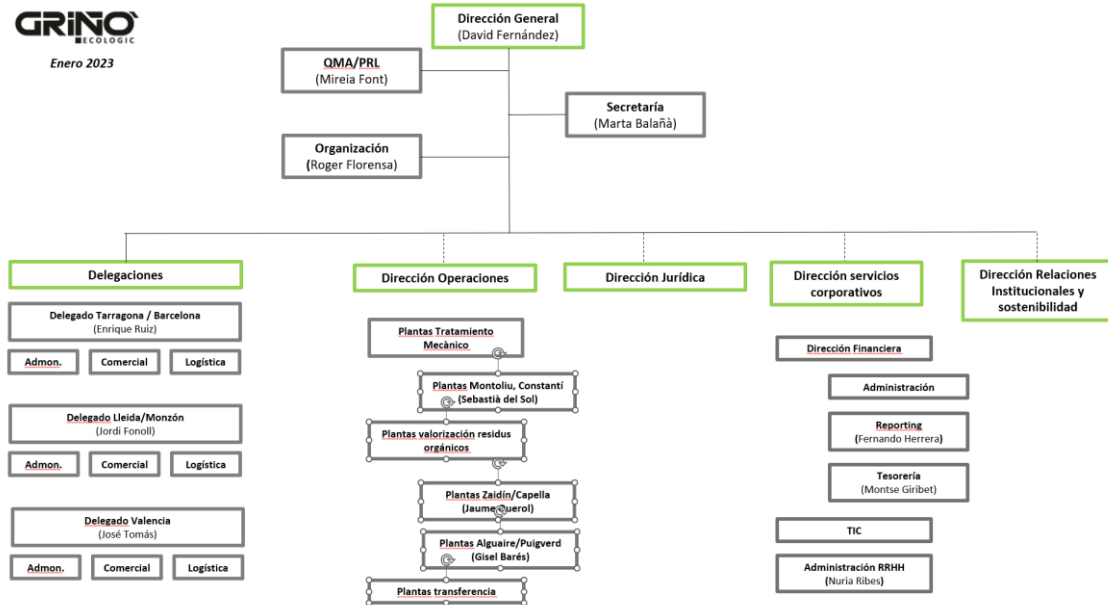 GRIÑO
ECOLOGIC
Enero 2023
Dirección General
(David Fernández)
QMA/PRL
(Mireia Font)
Secretaría
(Marta Balañà)
Organización
(Roger Florensa)
Delegaciones
Delegado Tarragona / Barcelona
(Enrique Ruiz)
Admon.
Comercial
Logística
Delegado Lleida/Monzón
(Jordi Fonoll)
Admon.
Comercial
Logística
Delegado Valencia
(José Tomás)
Admon.
Comercial
Logística
Dirección Operaciones
Plantas Tratamiento
Mecànico
Plantas Montoliu, Constantí
(Sebastià del Sol)
Plantas valorización residus
orgánicos
Plantas Zaidín/Capella
(Jaume Querol)
Plantas Alguaire/Puigverd
(Gisel Barés)
Plantas transferencia
Dirección Jurídica
Dirección servicios
corporativos
Dirección Financiera
Administración
Reporting
(Fernando Herrera)
Tesorería
(Montse Giribet)
TIC
Administración RRHH
(Nuria Ribes)
Dirección Relaciones
Institucionales y
sostenibilidad